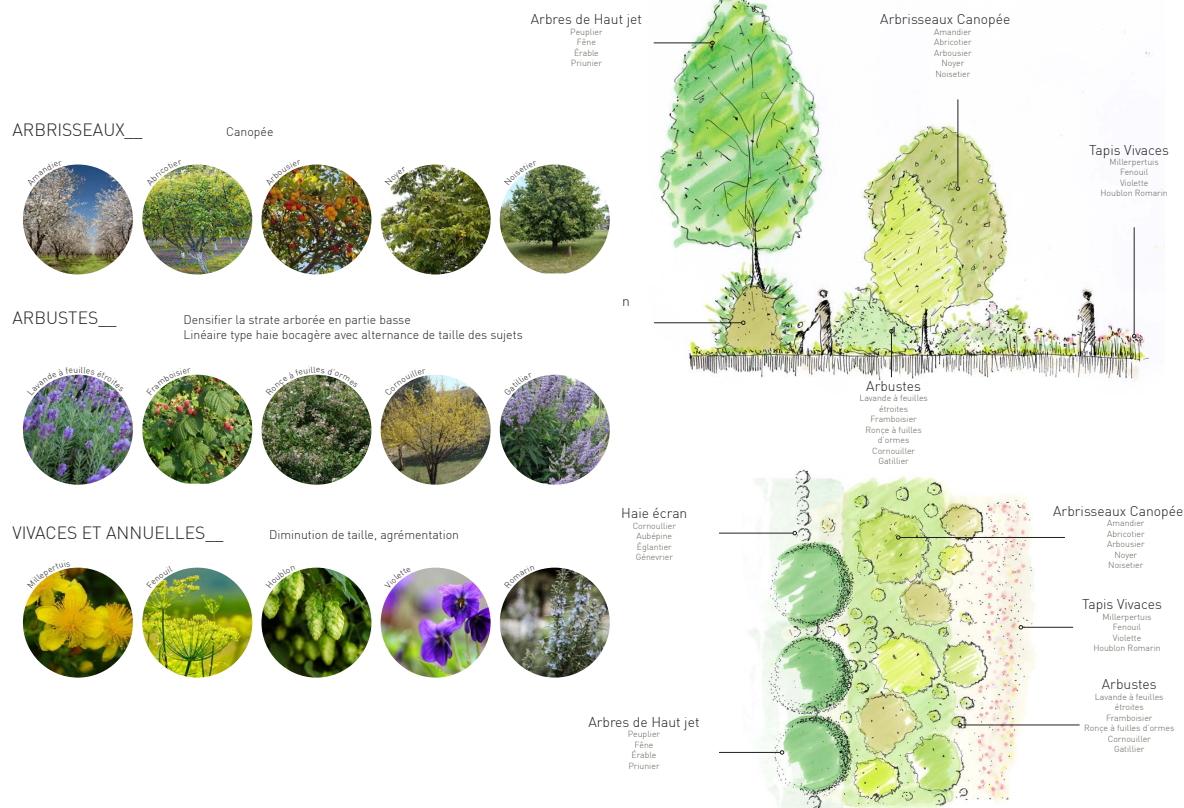 ARBRISSEAUX__
Canopée
Amandier
Abricotier
Arbousier
Noyer
Noisetier
ARBUSTES__
Densifier la strate arborée en partie basse
Linéaire type haie bocagère avec alternance de taille des sujets
Lavande à feuilles étroites
Framboisier
Ronce à feuilles d'ormes
Cornouiller
Gatillier
VIVACES ET ANNUELLES__
Diminution de taille, agrémentation
Millepertuis
Fenouil
Houblon
Violette
Romarin
Arbres de Haut jet
Peuplier
Fêne
Érable
Priunier
Arbrisseaux Canopée
Amandier
Abricotier
Arbousier
Noyer
Noisetier
Tapis Vivaces
Millerpertuis
Fenouil
Violette
Houblon Romarin
n
Arbustes
Lavande à feuilles
étroites
Framboisier
Ronçe à fuilles
d'ormes
Cornouiller
Gatillier
Haie écran
Cornoullier
Aubépine
Églantier
Génevrier
Arbrisseaux Canopée
Amandier
Abricotier
Arbousier
Noyer
Noisetier
Tapis Vivaces
Millerpertuis
Fenouil
Violette
Houblon Romarin
Arbustes
Lavande à feuilles
étroites
Framboisier
Ronçe à fuilles d'ormes
Cornouiller
Gatillier
Arbres de Haut jet
Peuplier
Fêne
Érable
Priunier